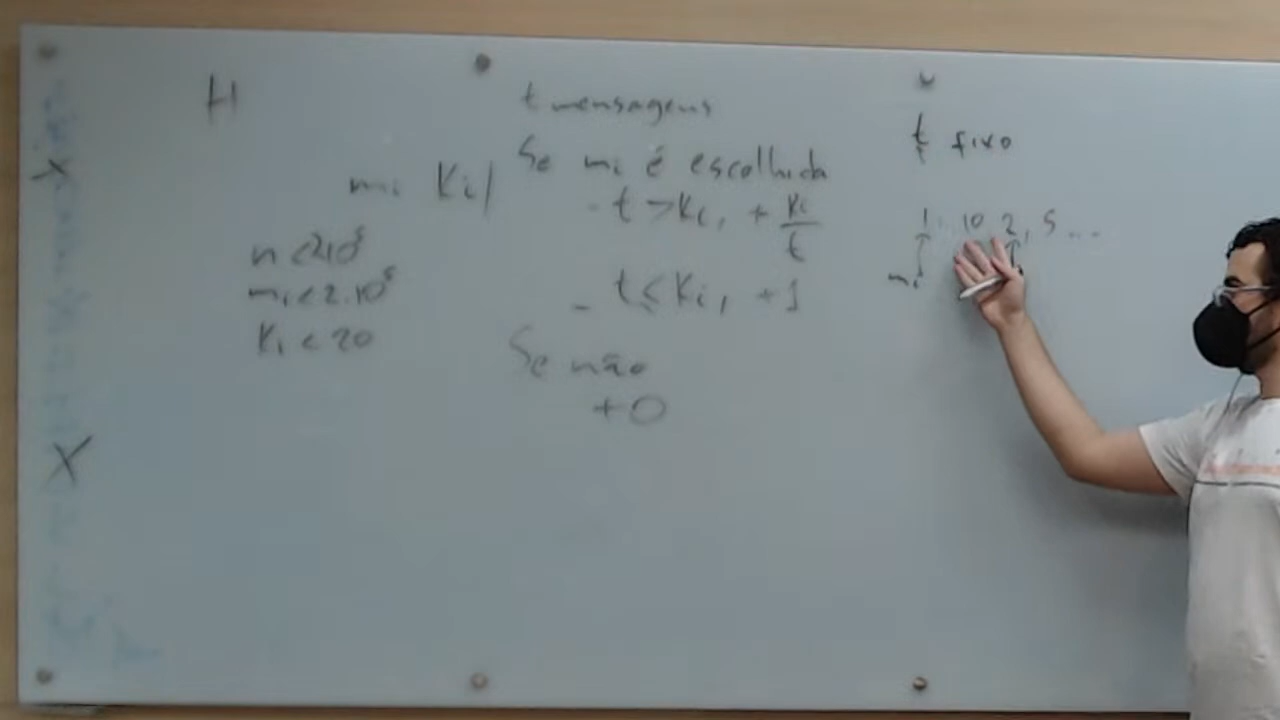 H
mi Ki
n < 2·10⁵
mi < 2·10⁵
Ki < 20
t mensagens
Se mi é escolhida
- t > Ki, + Ki/t
- t ≤ Ki, +1
Se não
+0
t fixo
1, 10, 2, 5 ...
mi
X
X